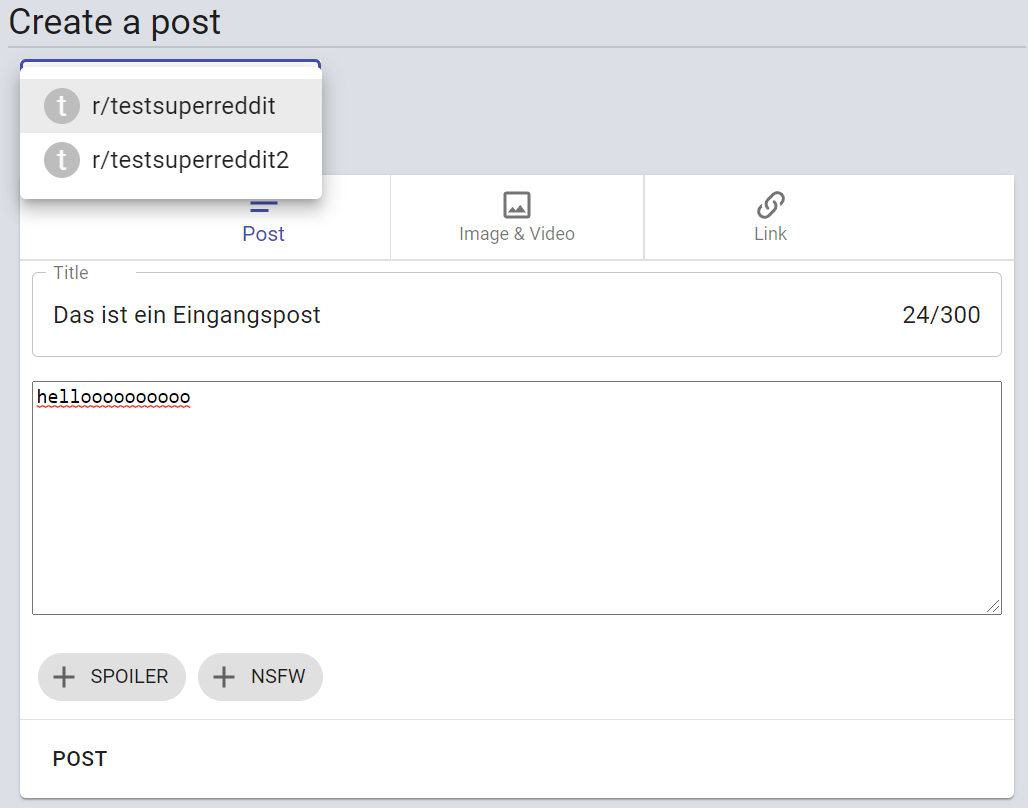 Create a post
t r/testsuperreddit
t r/testsuperreddit2
Post
Image & Video
Link
Title
Das ist ein Eingangspost 24/300
helloooooooooo
SPOILER
NSFW
POST